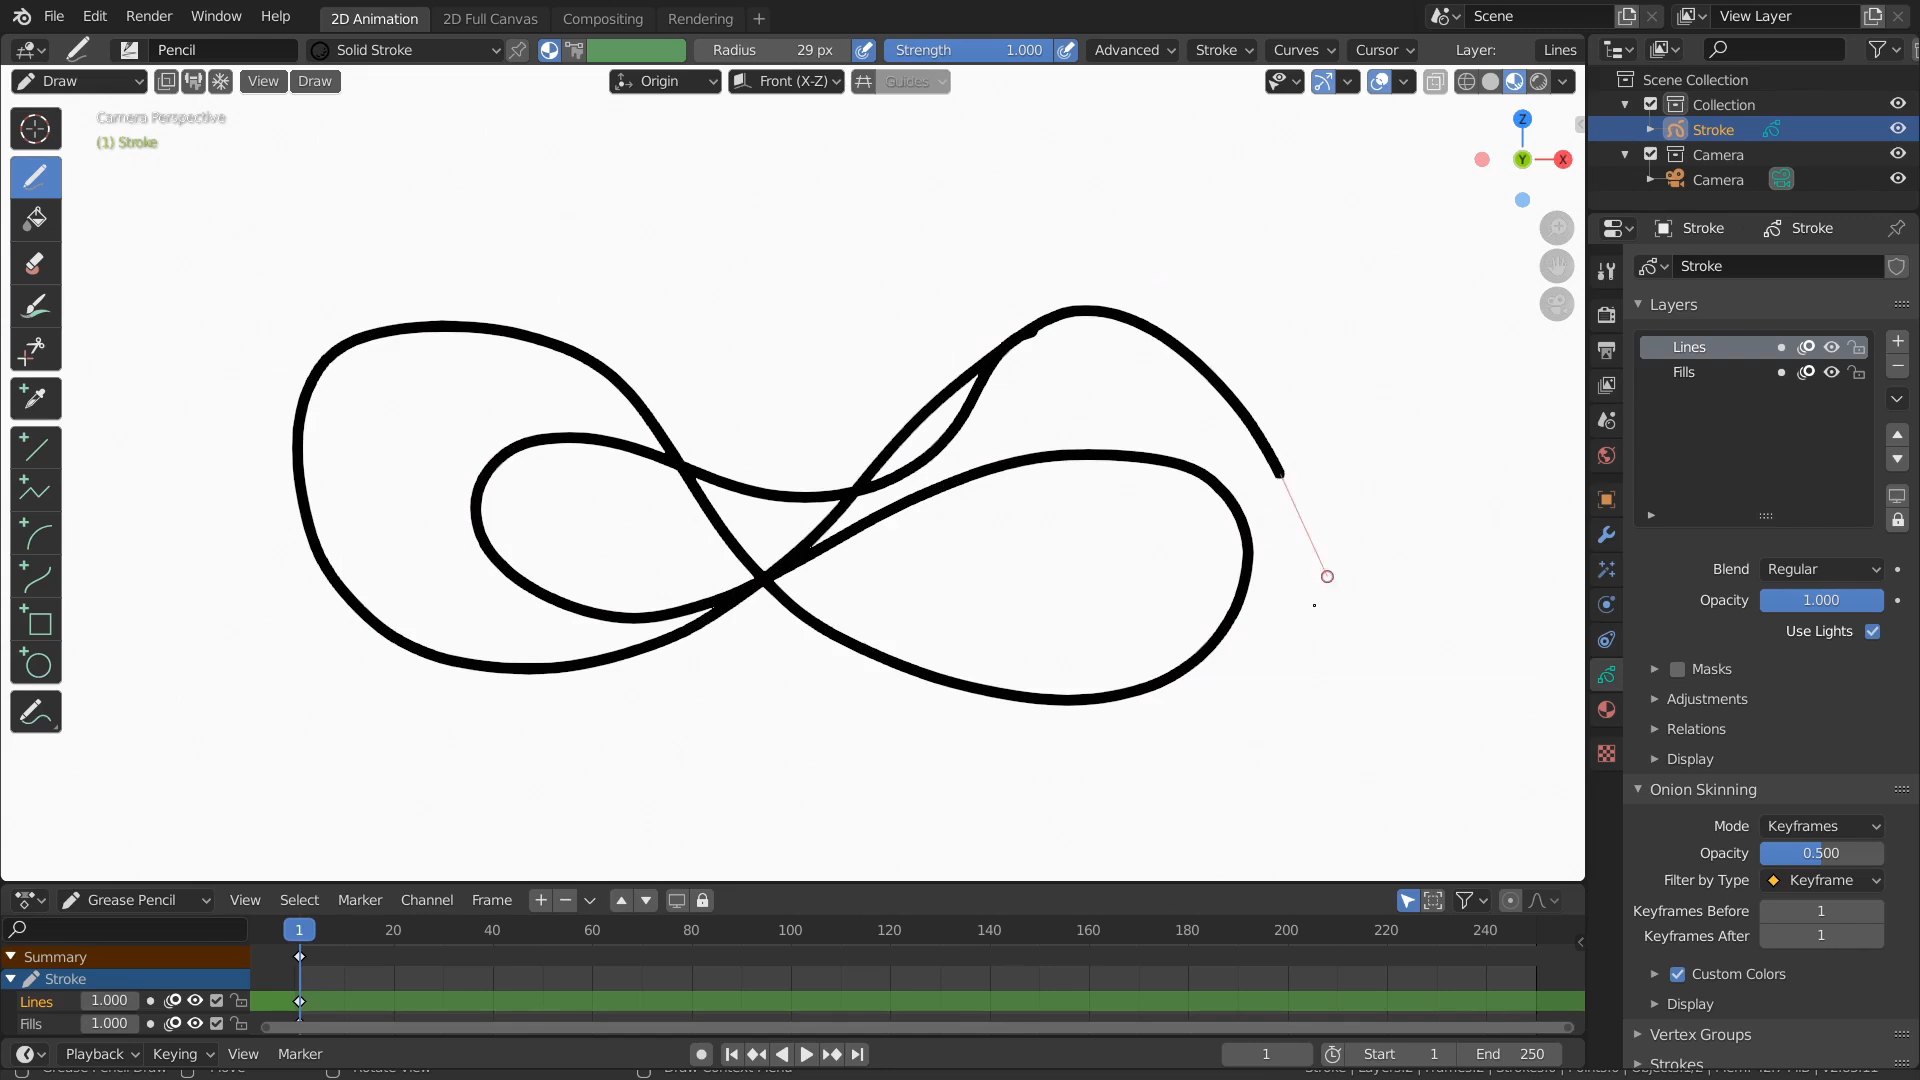 File Edit Render Window Help 2D Animation 2D Full Canvas Compositing Rendering + Scene View Layer
Pencil Solid Stroke Radius 29 px Strength 1.000 Advanced Stroke Curves Cursor Layer: Lines
Draw View Draw Origin Front (X-Z) Guides
Camera Perspective
(1) Stroke
Z
Y
X
Scene Collection
Collection
Stroke
Camera
Camera
Stroke Stroke
Stroke
Layers
Lines
Fills
Blend Regular
Opacity 1.000
Use Lights
Masks
Adjustments
Relations
Display
Onion Skinning
Mode Keyframes
Opacity 0.500
Filter by Type Keyframe
Keyframes Before 1
Keyframes After 1
Custom Colors
Display
Vertex Groups
Strokes
Grease Pencil View Select Marker Channel Frame
1 20 40 60 80 100 120 140 160 180 200 220 240
Summary
Stroke
Lines 1.000
Fills 1.000
Playback Keying View Marker 1 Start 1 End 250